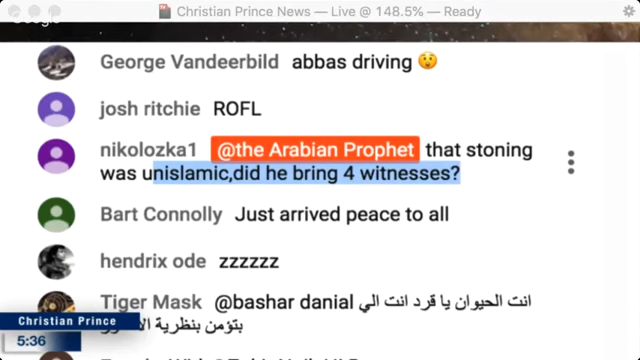 Christian Prince News — Live @ 148.5% — Ready
George Vandeerbild abbas driving 😲
josh ritchie ROFL
nikolozka1 @the Arabian Prophet that stoning
was unislamic,did he bring 4 witnesses?
Bart Connolly Just arrived peace to all
hendrix ode zzzzzz
Tiger Mask @bashar danial انت الحيوان يا قرد انت الي
بتؤمن بنظرية
Christian Prince
5:36